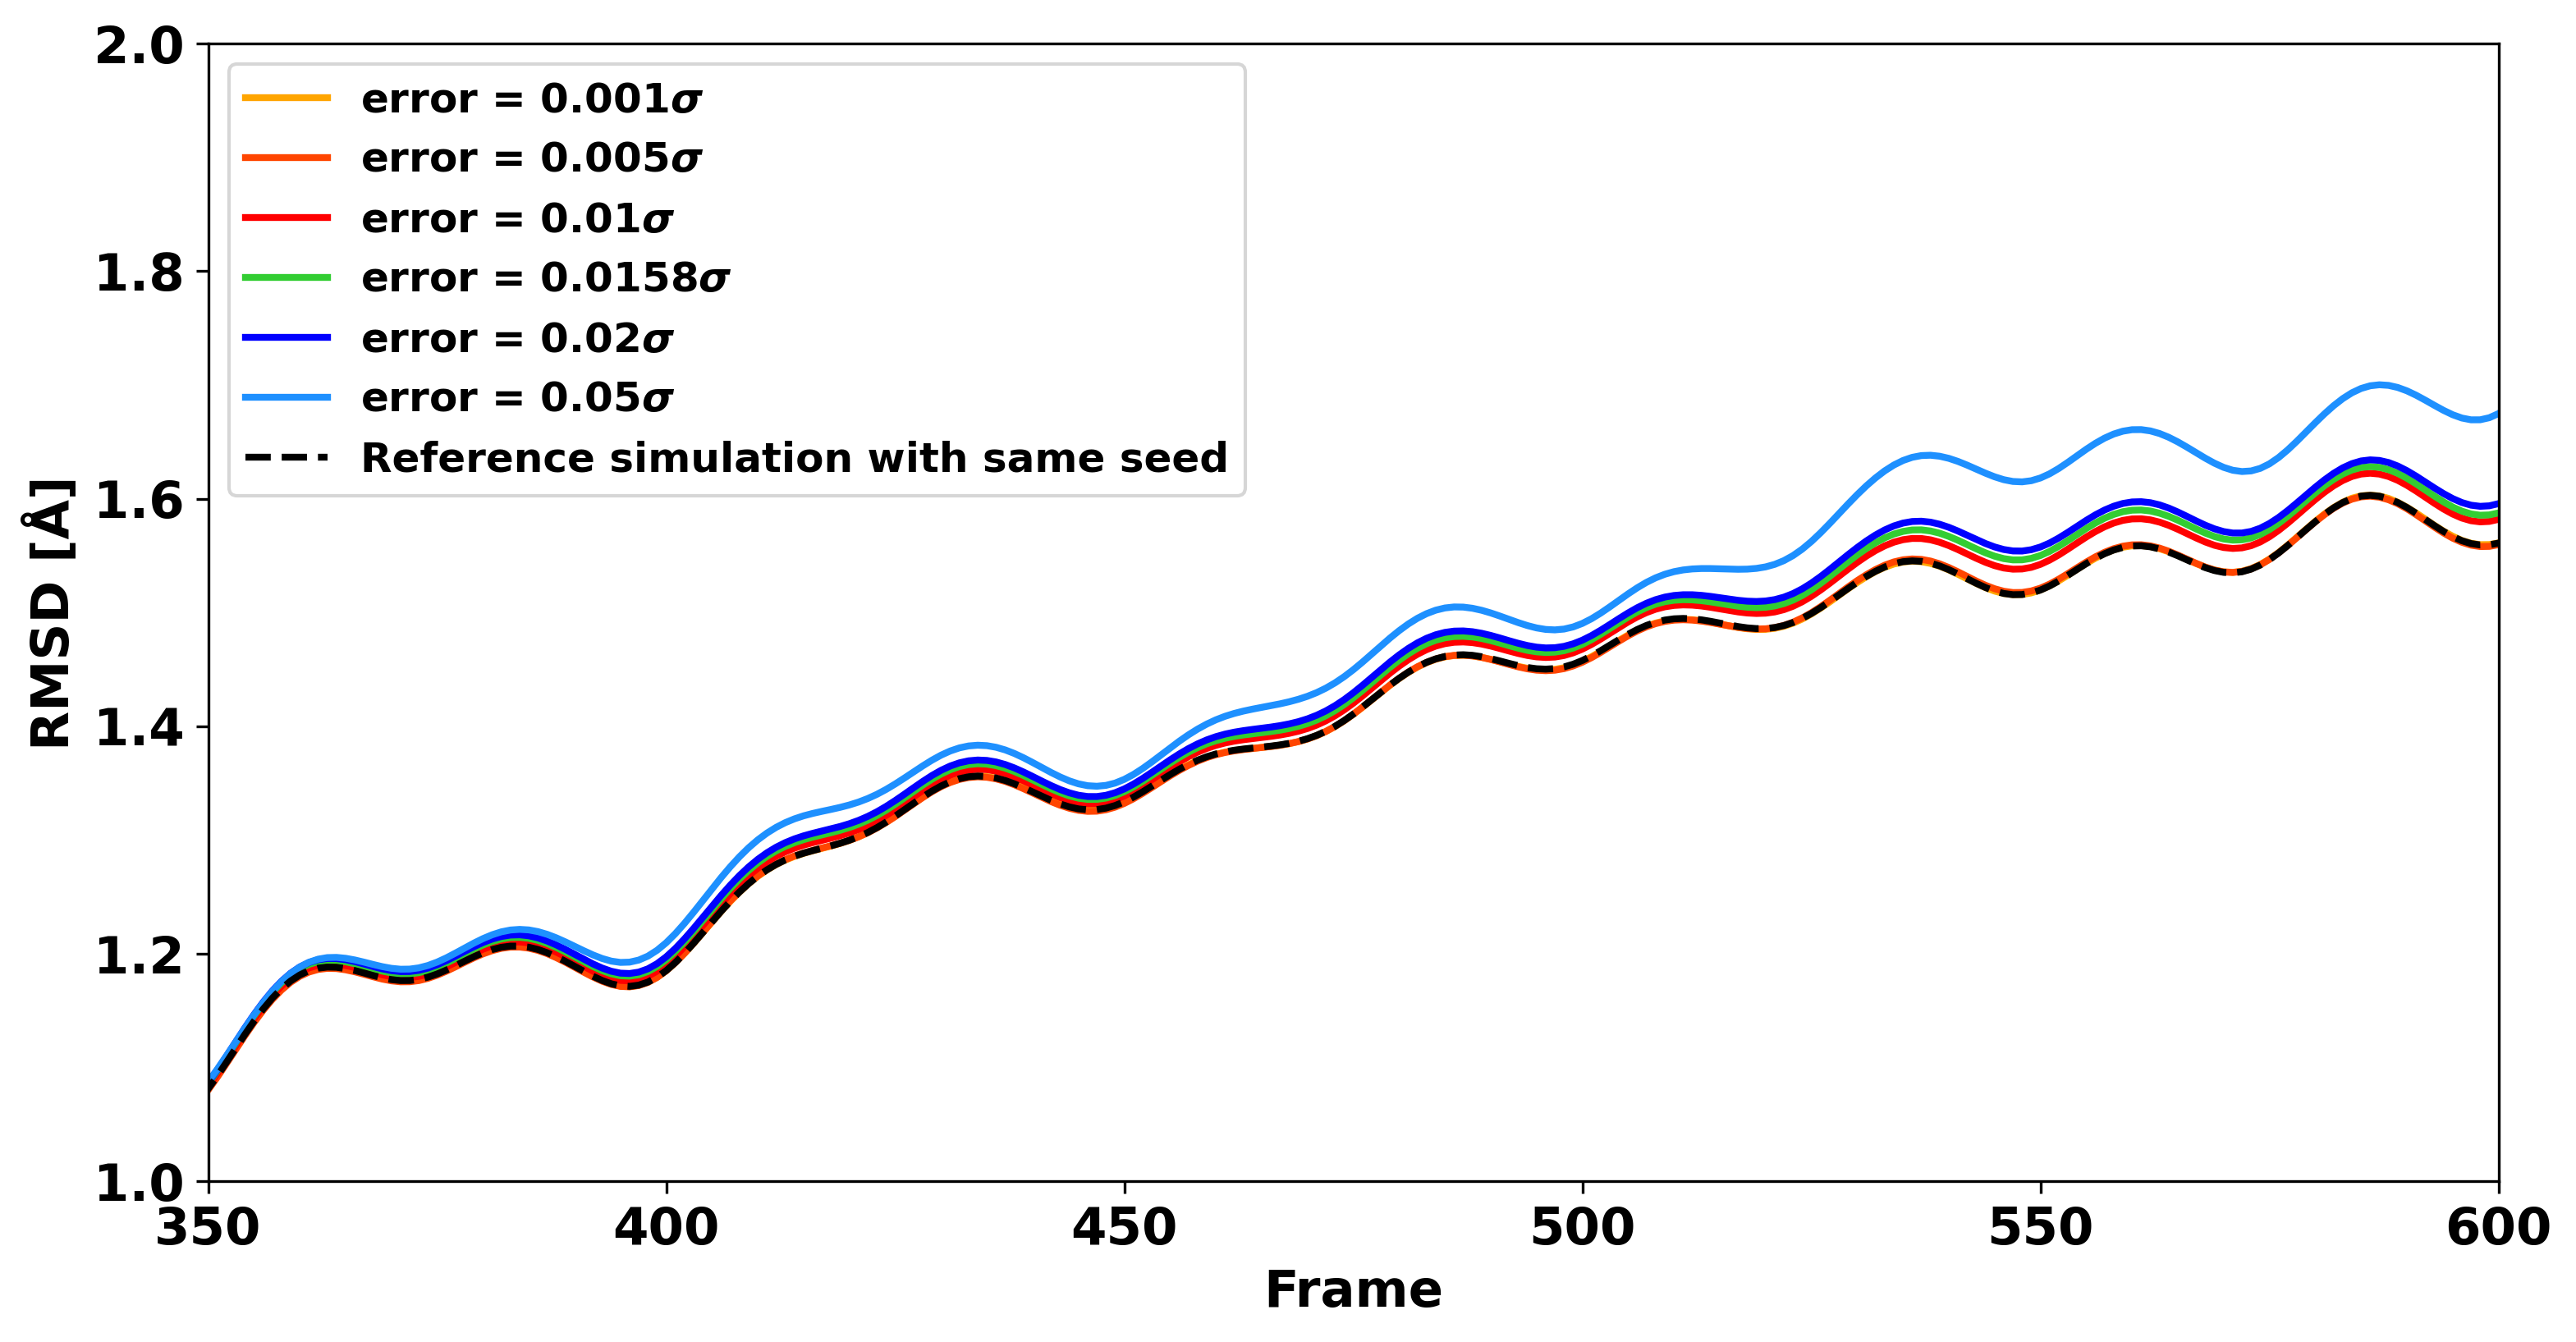 2.0
1.8
1.6
1.4
1.2
1.0
RMSD [Å]
error = 0.001σ
error = 0.005σ
error = 0.01σ
error = 0.0158σ
error = 0.02σ
error = 0.05σ
Reference simulation with same seed
350 400 450 500 550 600
Frame